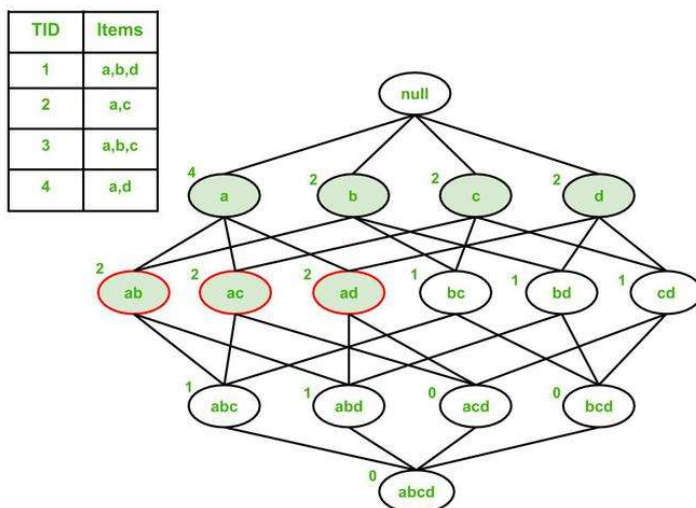 TID Items
1 a,b,d
2 a,c
3 a,b,c
4 a,d
null
4 2 2 2
a b c d
2 2 2 1 1 1
ab ac ad bc bd cd
1 1 0 0
abc abd acd bcd
0
abcd